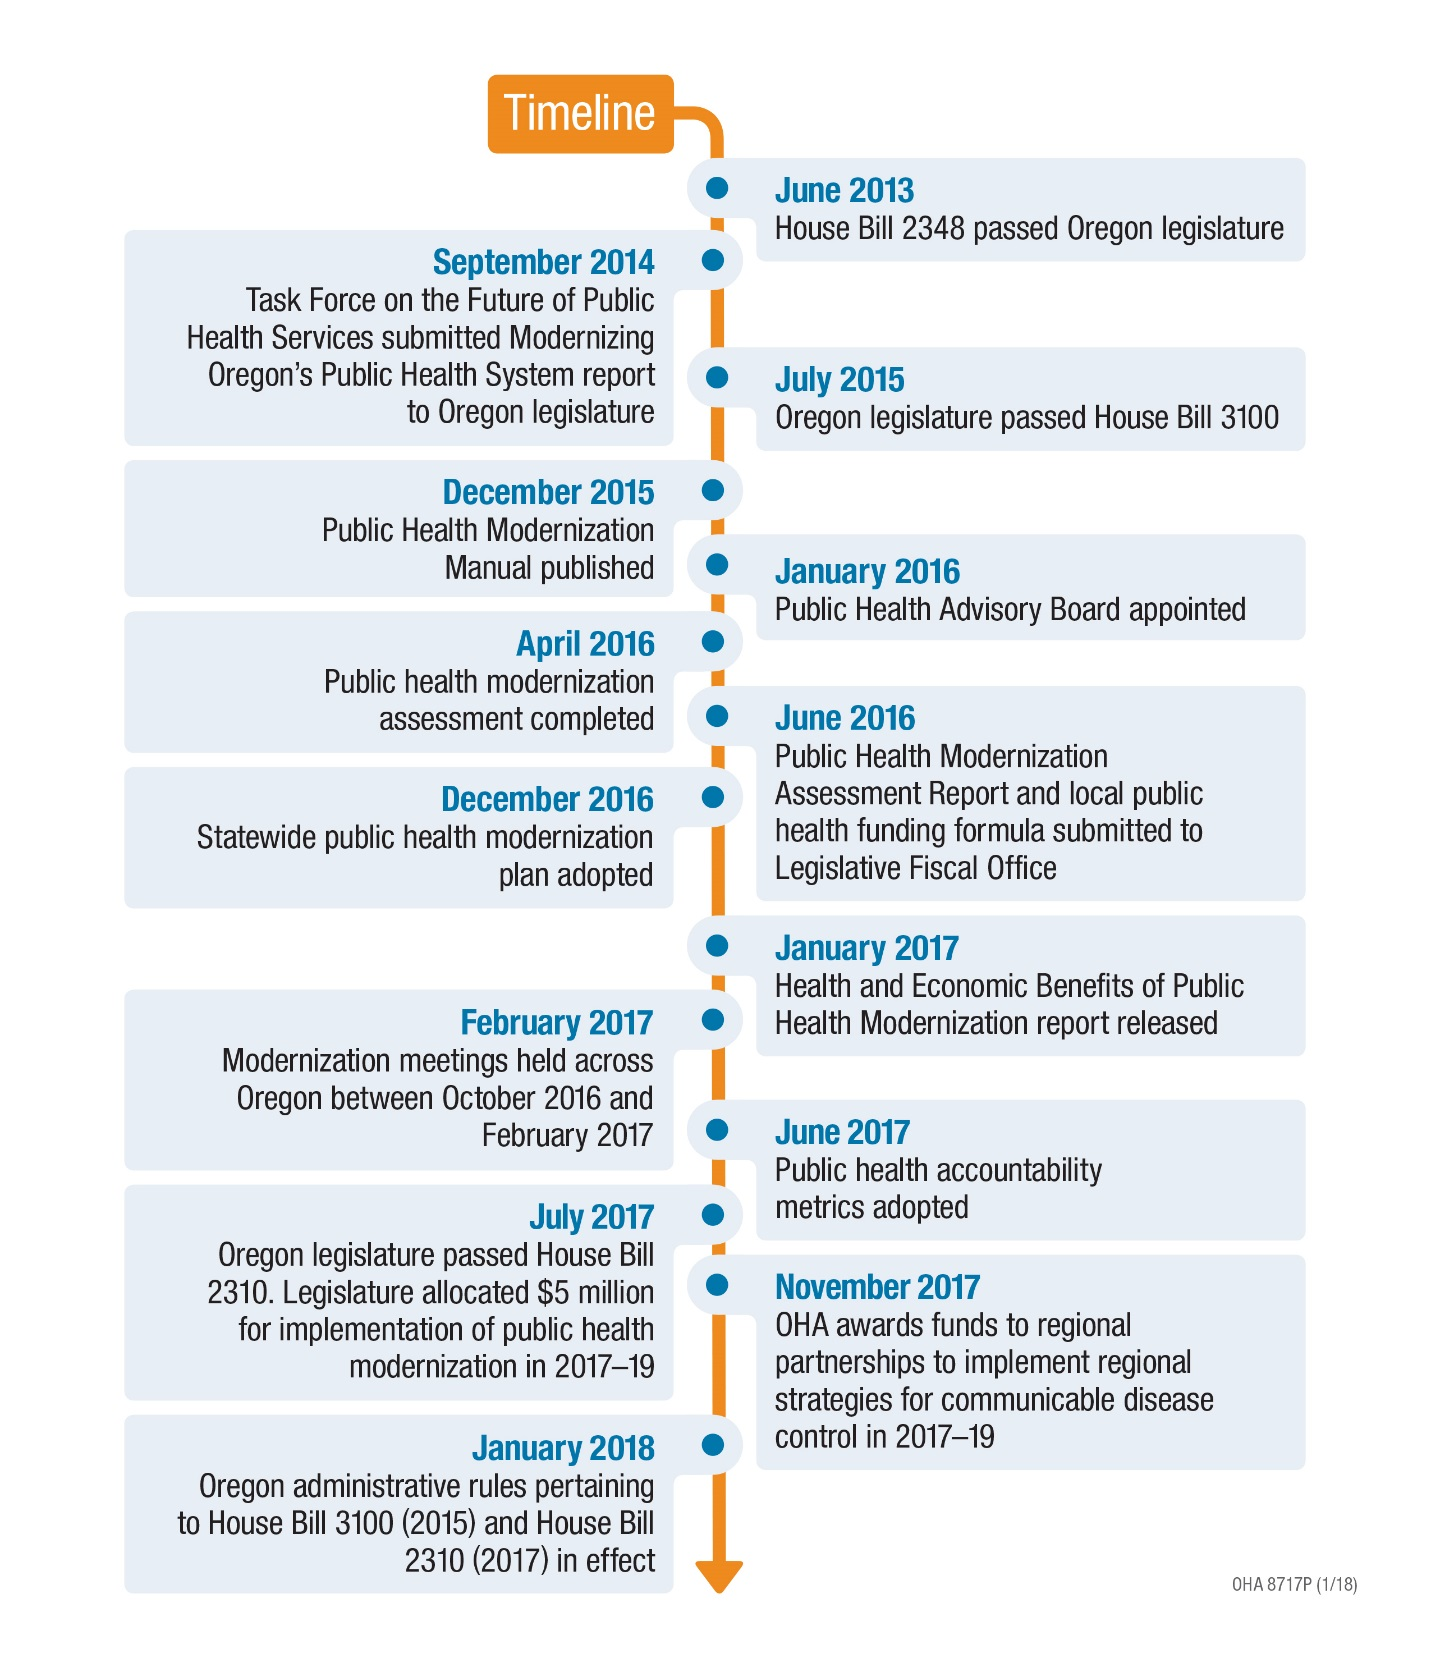 Timeline
June 2013
House Bill 2348 passed Oregon legislature
September 2014
Task Force on the Future of Public
Health Services submitted Modernizing
Oregon's Public Health System report
to Oregon legislature
July 2015
Oregon legislature passed House Bill 3100
December 2015
Public Health Modernization
Manual published
January 2016
Public Health Advisory Board appointed
April 2016
Public health modernization
assessment completed
June 2016
Public Health Modernization
Assessment Report and local public
health funding formula submitted to
Legislative Fiscal Office
December 2016
Statewide public health modernization
plan adopted
January 2017
Health and Economic Benefits of Public
Health Modernization report released
February 2017
Modernization meetings held across
Oregon between October 2016 and
February 2017
June 2017
Public health accountability
metrics adopted
July 2017
Oregon legislature passed House Bill
2310. Legislature allocated $5 million
for implementation of public health
modernization in 2017–19
November 2017
OHA awards funds to regional
partnerships to implement regional
strategies for communicable disease
control in 2017–19
January 2018
Oregon administrative rules pertaining
to House Bill 3100 (2015) and House Bill
2310 (2017) in effect
OHA 8717P (1/18)